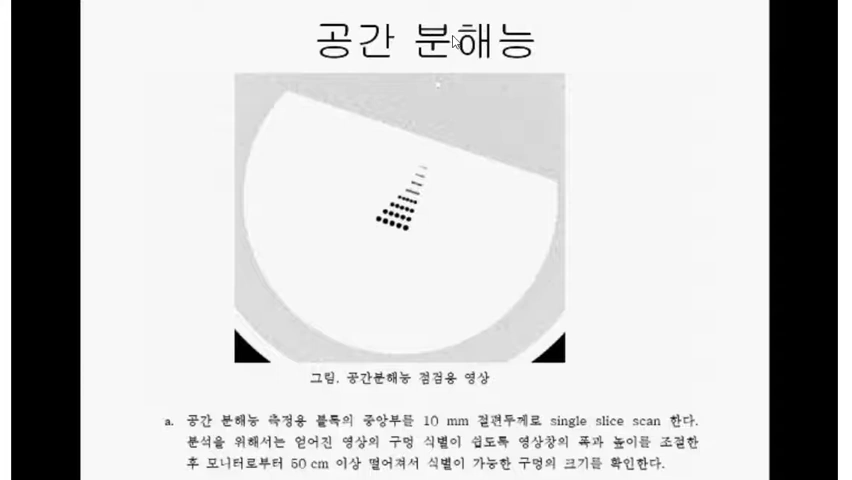 공간 분해능
그림. 공간분해능 점검용 영상
a. 공간 분해능 측정용 블톡의 중앙부를 10 mm 절편두께로 single slice scan 한다.
분석을 위해서는 얻어진 영상의 구멍 식별이 쉽도록 영상창의 폭과 높이를 조절한
후 모니터로부터 50 cm 이상 떨어져서 식별이 가능한 구멍의 크기를 확인한다.